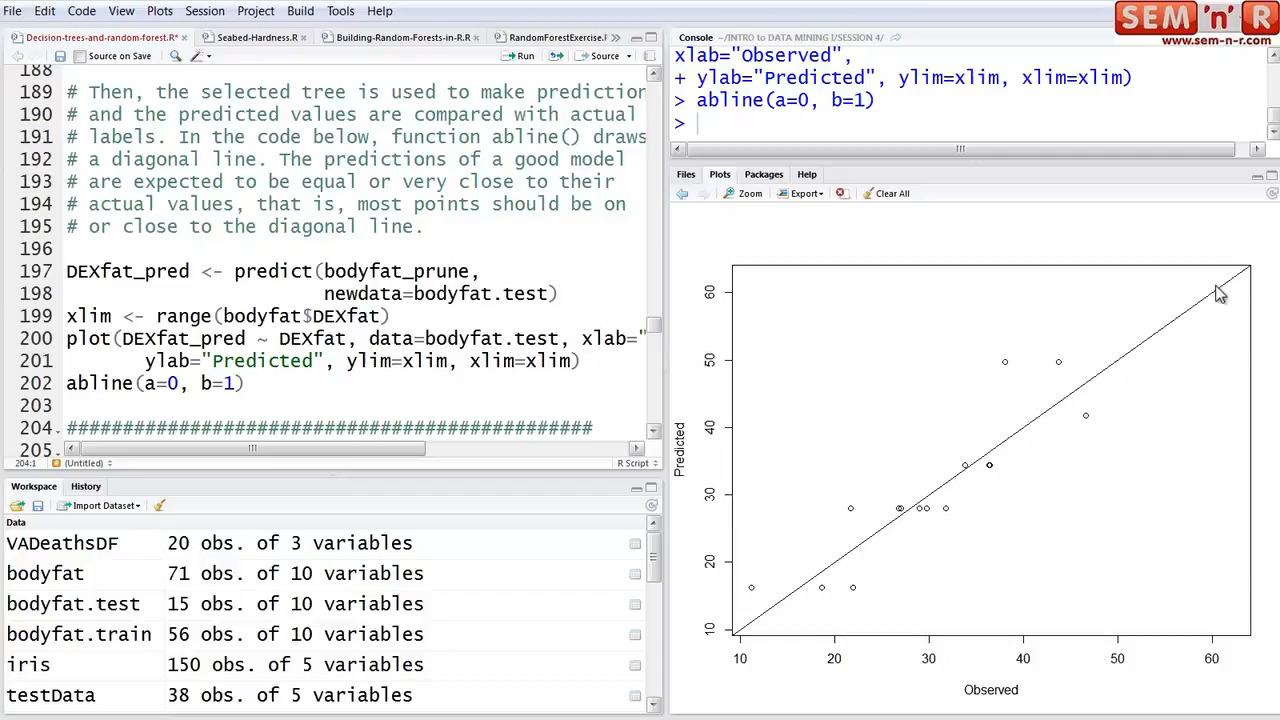 File Edit Code View Plots Session Project Build Tools Help
SEM 'n' R
www.sem-n-r.com
Decision-trees-and-random-forest.R* Seabed-Hardness.R Building-Random-Forests-in-R.R RandomForestExercise.R
Source on Save Run Source
188
189 # Then, the selected tree is used to make prediction
190 # and the predicted values are compared with actual
191 # labels. In the code below, function abline() draws
192 # a diagonal line. The predictions of a good model
193 # are expected to be equal or very close to their
194 # actual values, that is, most points should be on
195 # or close to the diagonal line.
196
197 DEXfat_pred <- predict(bodyfat_prune,
198 newdata=bodyfat.test)
199 xlim <- range(bodyfat$DEXfat)
200 plot(DEXfat_pred ~ DEXfat, data=bodyfat.test, xlab="
201 ylab="Predicted", ylim=xlim, xlim=xlim)
202 abline(a=0, b=1)
203
204 ###############################################
205
204:1 (Untitled) R Script
Workspace History
Import Dataset
Data
VADeathsDF 20 obs. of 3 variables
bodyfat 71 obs. of 10 variables
bodyfat.test 15 obs. of 10 variables
bodyfat.train 56 obs. of 10 variables
iris 150 obs. of 5 variables
testData 38 obs. of 5 variables
Console ~/INTRO to DATA MINING I/SESSION 4/
xlab="Observed",
+ ylab="Predicted", ylim=xlim, xlim=xlim)
> abline(a=0, b=1)
>
Files Plots Packages Help
Zoom Export Clear All
60
50
40
30
20
10
Predicted
10 20 30 40 50 60
Observed